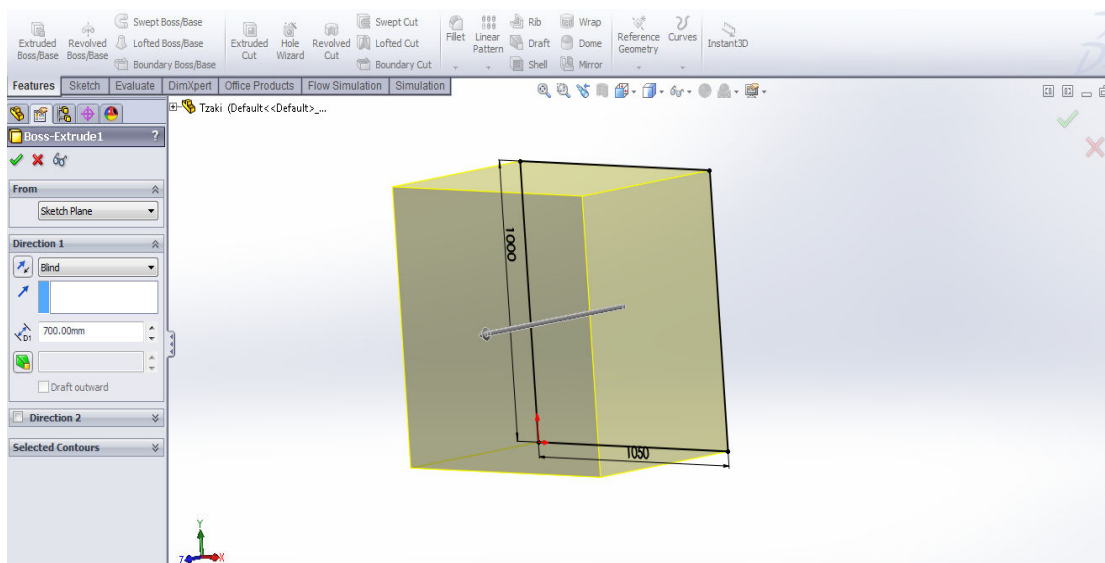 Extruded Boss/Base
Revolved Boss/Base
Swept Boss/Base
Lofted Boss/Base
Boundary Boss/Base
Extruded Cut
Hole Wizard
Revolved Cut
Swept Cut
Lofted Cut
Boundary Cut
Fillet
Linear Pattern
Rib
Draft
Shell
Wrap
Dome
Mirror
Reference Geometry
Curves
Instant3D
Features Sketch Evaluate DimXpert Office Products Flow Simulation Simulation
Tzaki (Default<<Default>_...
Boss-Extrude1 ?
From
Sketch Plane
Direction 1
Blind
D1 700.00mm
Draft outward
Direction 2
Selected Contours
1000
1050
Y
Z X